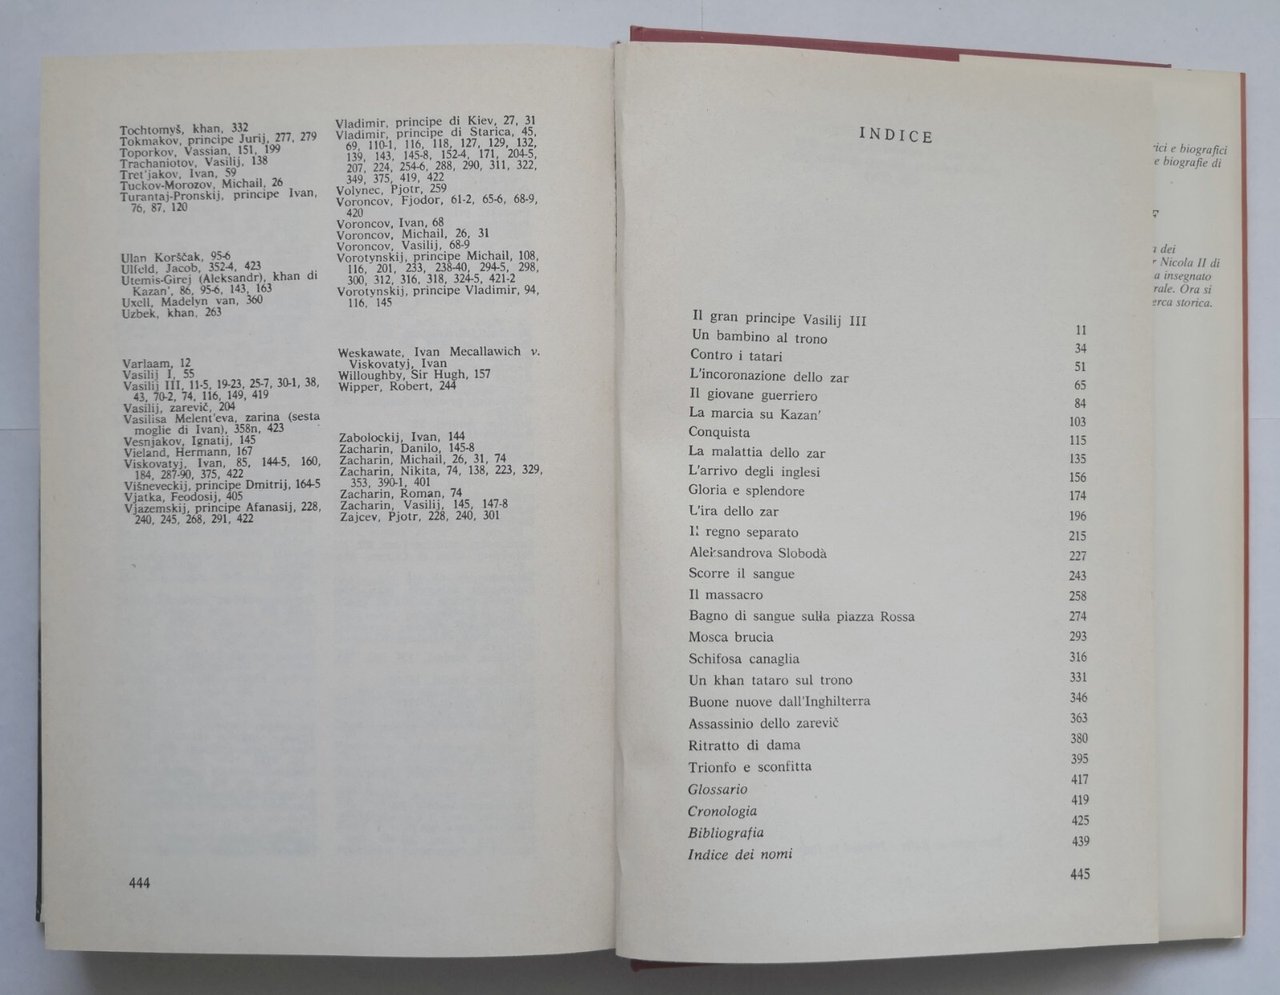 Tochtomyš, khan, 332
Tokmakov, principe Jurij, 277, 279
Toporkov, Vassian, 151, 199
Trachaniotov, Vasilij, 138
Tret'jakov, Ivan, 59
Tuckov-Morozov, Michail, 26
Turantaj-Pronskij, principe Ivan,
76, 87, 120
Ulan Korščak, 95-6
Ulfeld, Jacob, 352-4, 423
Utemis-Girej (Aleksandr), khan di
Kazan', 86, 95-6, 143, 163
Uxell, Madelyn van, 360
Uzbek, khan, 263
Varlaam, 12
Vasilij I, 55
Vasilij III, 11-5, 19-23, 25-7, 30-1, 38,
43, 70-2, 74, 116, 149, 419
Vasilij, zarevič, 204
Vasilisa Melent'eva, zarina (sesta
moglie di Ivan), 358n, 423
Vesnjakov, Ignatij, 145
Vieland, Hermann, 167
Viskovatyj, Ivan, 85, 144-5, 160,
184, 287-90, 375, 422
Višneveckij, principe Dmitrij, 164-5
Vjatka, Feodosij, 405
Vjazemskij, principe Afanasij, 228,
240, 245, 268, 291, 422
Vladimir, principe di Kiev, 27, 31
Vladimir, principe di Starica, 45,
69, 110-1, 116, 118, 127, 129, 132,
139, 143, 145-8, 152-4, 171, 204-5,
207, 224, 254-6, 288, 290, 311, 322,
349, 375, 419, 422
Volynec, Pjotr, 259
Voroncov, Fjodor, 61-2, 65-6, 68-9,
420
Voroncov, Ivan, 68
Voroncov, Michail, 26, 31
Voroncov, Vasilij, 68-9
Vorotynskij, principe Michail, 108,
116, 201, 233, 238-40, 294-5, 298,
300, 312, 316, 318, 324-5, 421-2
Vorotynskij, principe Vladimir, 94,
116, 145
Weskawate, Ivan Mecallawich v.
Viskovatyj, Ivan
Willoughby, Sir Hugh, 157
Wipper, Robert, 244
Zabolockij, Ivan, 144
Zacharin, Danilo, 145-8
Zacharin, Michail, 26, 31, 74
Zacharin, Nikita, 74, 138, 223, 329,
353, 390-1, 401
Zacharin, Roman, 74
Zacharin, Vasilij, 145, 147-8
Zajcev, Pjotr, 228, 240, 301
444
INDICE
Il gran principe Vasilij III 11
Un bambino al trono 34
Contro i tatari 51
L'incoronazione dello zar 65
Il giovane guerriero 84
La marcia su Kazan' 103
Conquista 115
La malattia dello zar 135
L'arrivo degli inglesi 156
Gloria e splendore 174
L'ira dello zar 196
Il regno separato 215
Aleksandrova Slobodà 227
Scorre il sangue 243
Il massacro 258
Bagno di sangue sulla piazza Rossa 274
Mosca brucia 293
Schifosa canaglia 316
Un khan tataro sul trono 331
Buone nuove dall'Inghilterra 346
Assassinio dello zarevič 363
Ritratto di dama 380
Trionfo e sconfitta 395
Glossario 417
Cronologia 419
Bibliografia 425
Indice dei nomi 439
445
rici e biografici
e biografie di
dei
r Nicola II di
a insegnato
rale. Ora si
erca storica.